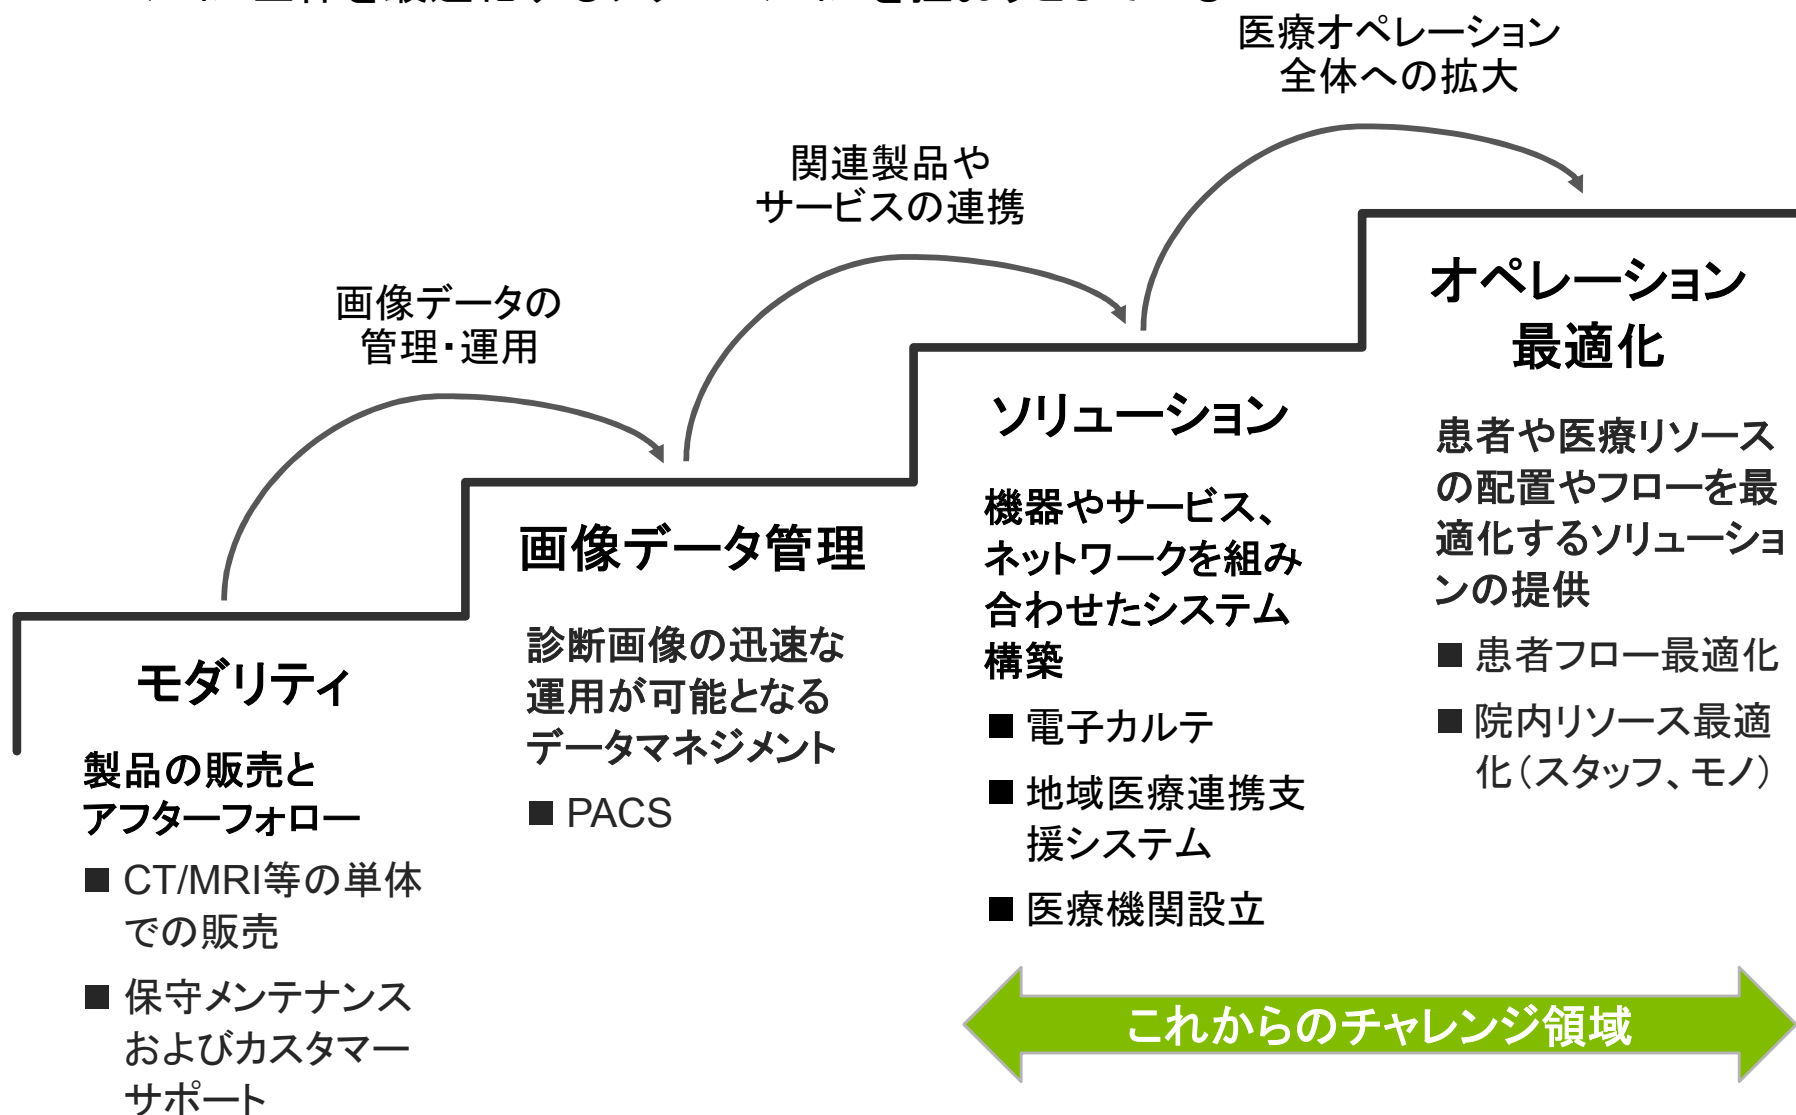 医療オペレーション
全体への拡大
関連製品や
サービスの連携
画像データの
管理・運用
モダリティ
製品の販売と
アフターフォロー
■ CT/MRI等の単体
での販売
■ 保守メンテナンス
およびカスタマー
サポート
画像データ管理
診断画像の迅速な
運用が可能となる
データマネジメント
■ PACS
ソリューション
機器やサービス、
ネットワークを組み
合わせたシステム
構築
■ 電子カルテ
■ 地域医療連携支
援システム
■ 医療機関設立
オペレーション
最適化
患者や医療リソース
の配置やフローを最
適化するソリューショ
ンの提供
■ 患者フロー最適化
■ 院内リソース最適
化（スタッフ、モノ）
これからのチャレンジ領域